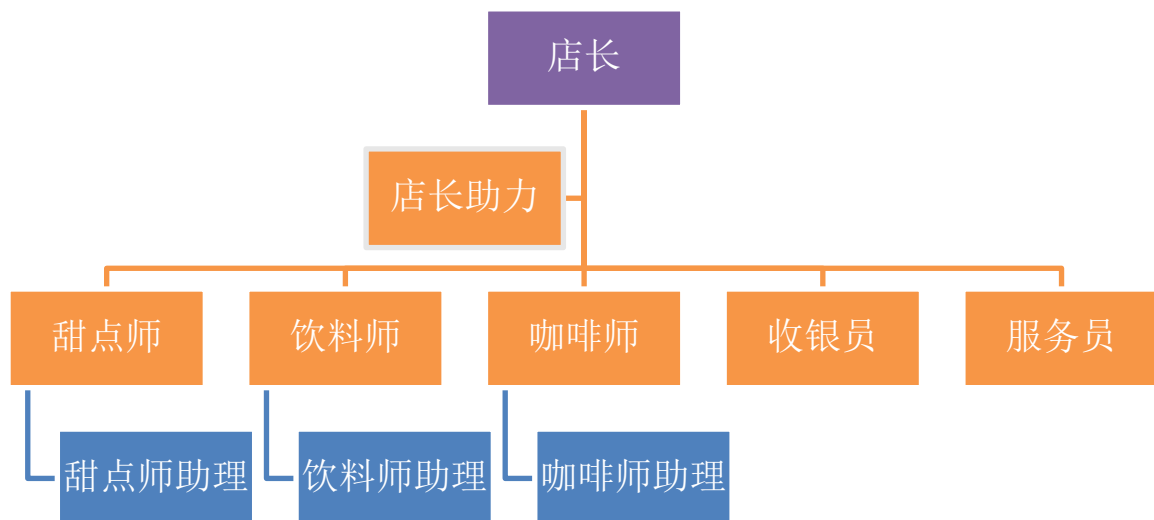 店长
店长助力
甜点师
饮料师
咖啡师
收银员
服务员
甜点师助理
饮料师助理
咖啡师助理